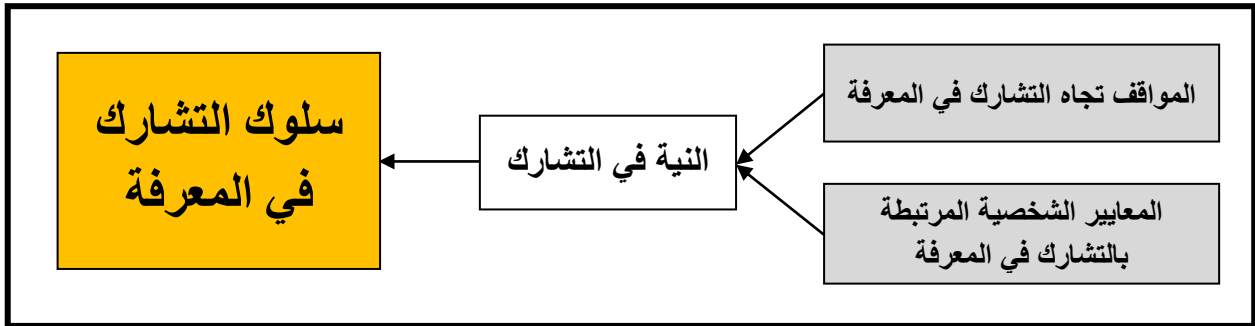 المواقف تجاه التشارك في المعرفة
المعايير الشخصية المرتبطة
بالتشارك في المعرفة
النية في التشارك
سلوك التشارك
في المعرفة